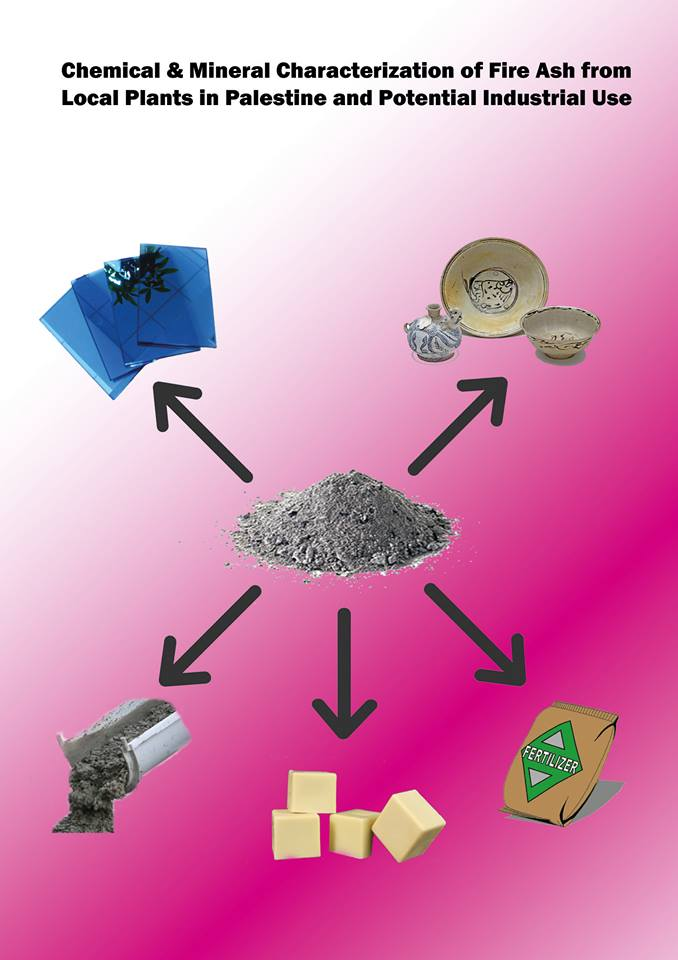 Chemical & Mineral Characterization of Fire Ash from
Local Plants in Palestine and Potential Industrial Use
FERTILIZER